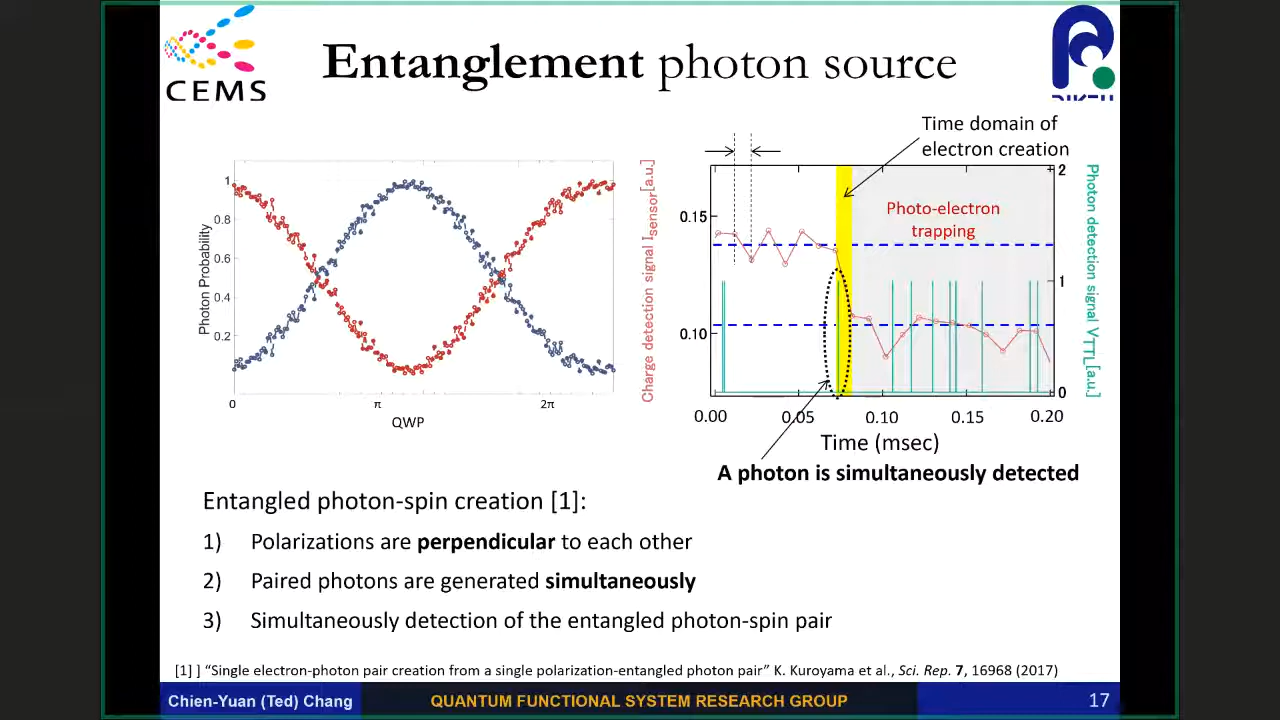 CEMS
Entanglement photon source
Photon Probability
1
0.8
0.6
0.4
0.2
0
π
2π
QWP
Charge detection signal Isensor[a.u.]
Time domain of
electron creation
Photo-electron
trapping
0.15
0.10
2
1
0
Photon detection signal VTTL[a.u.]
0.00
0.05
0.10
0.15
0.20
Time (msec)
A photon is simultaneously detected
Entangled photon-spin creation [1]:
1) Polarizations are perpendicular to each other
2) Paired photons are generated simultaneously
3) Simultaneously detection of the entangled photon-spin pair
[1] ] “Single electron-photon pair creation from a single polarization-entangled photon pair” K. Kuroyama et al., Sci. Rep. 7, 16968 (2017)
Chien-Yuan (Ted) Chang
QUANTUM FUNCTIONAL SYSTEM RESEARCH GROUP
17